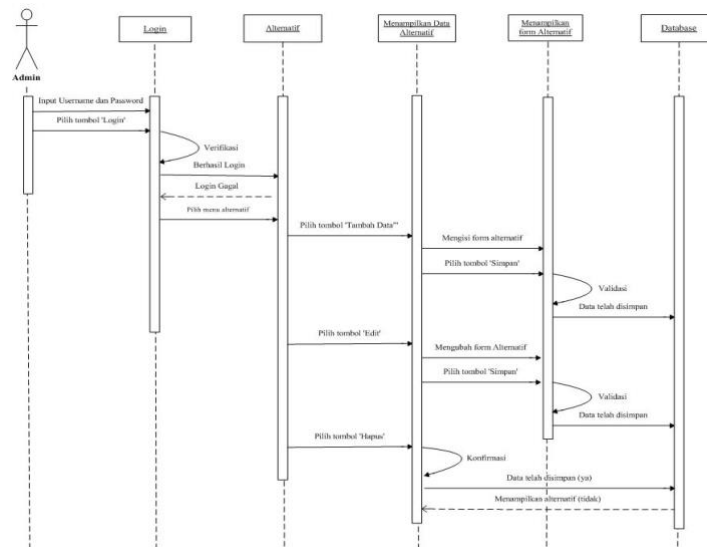 Login
Alternatif
Menampilkan Data
Alternatif
Menampilkan
form Alternatif
Database
Admin
Input Username dan Password
Pilih tombol 'Login'
Verifikasi
Berhasil Login
Login Gagal
Pilih menu alternatif
Pilih tombol 'Tambah Data'"
Mengisi form alternatif
Pilih tombol 'Simpan'
Validasi
Data telah disimpan
Pilih tombol 'Edit'
Mengubah form Alternatif
Pilih tombol 'Simpan'
Validasi
Data telah disimpan
Pilih tombol 'Hapus'
Konfirmasi
Data telah disimpan (ya)
Menampilkan alternatif (tidak)